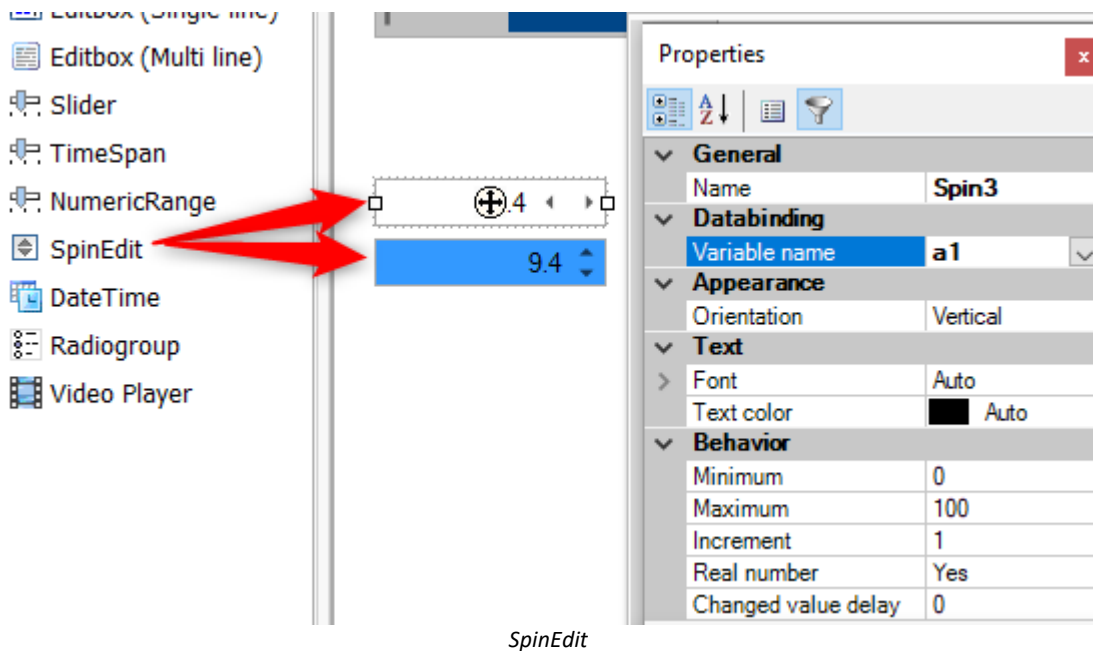 Editbox (Single line)
Editbox (Multi line)
Slider
TimeSpan
NumericRange
SpinEdit
DateTime
Radiogroup
Video Player
.4
9.4
Properties
x
A
Z
General
Name Spin3
Databinding
Variable name a1
Appearance
Orientation Vertical
Text
Font Auto
Text color Auto
Behavior
Minimum 0
Maximum 100
Increment 1
Real number Yes
Changed value delay 0
SpinEdit